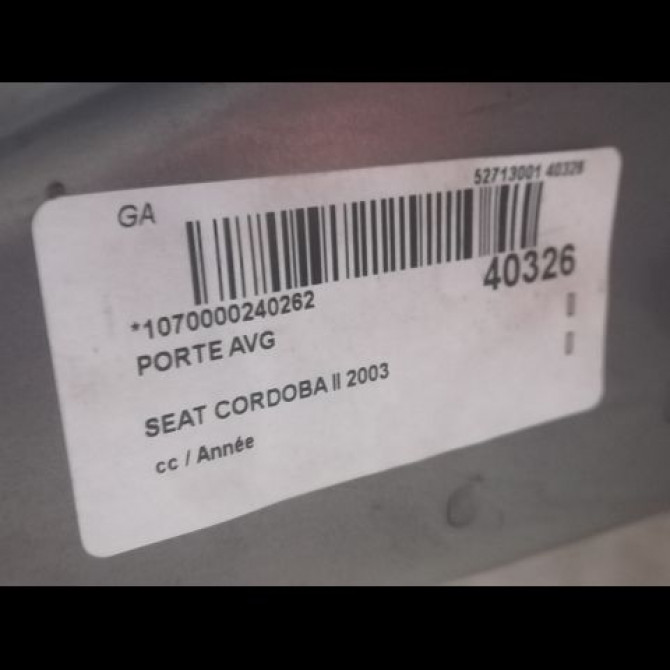 GA
52713001 40326
40326
*1070000240262
PORTE AVG
SEAT CORDOBA II 2003
cc / Année